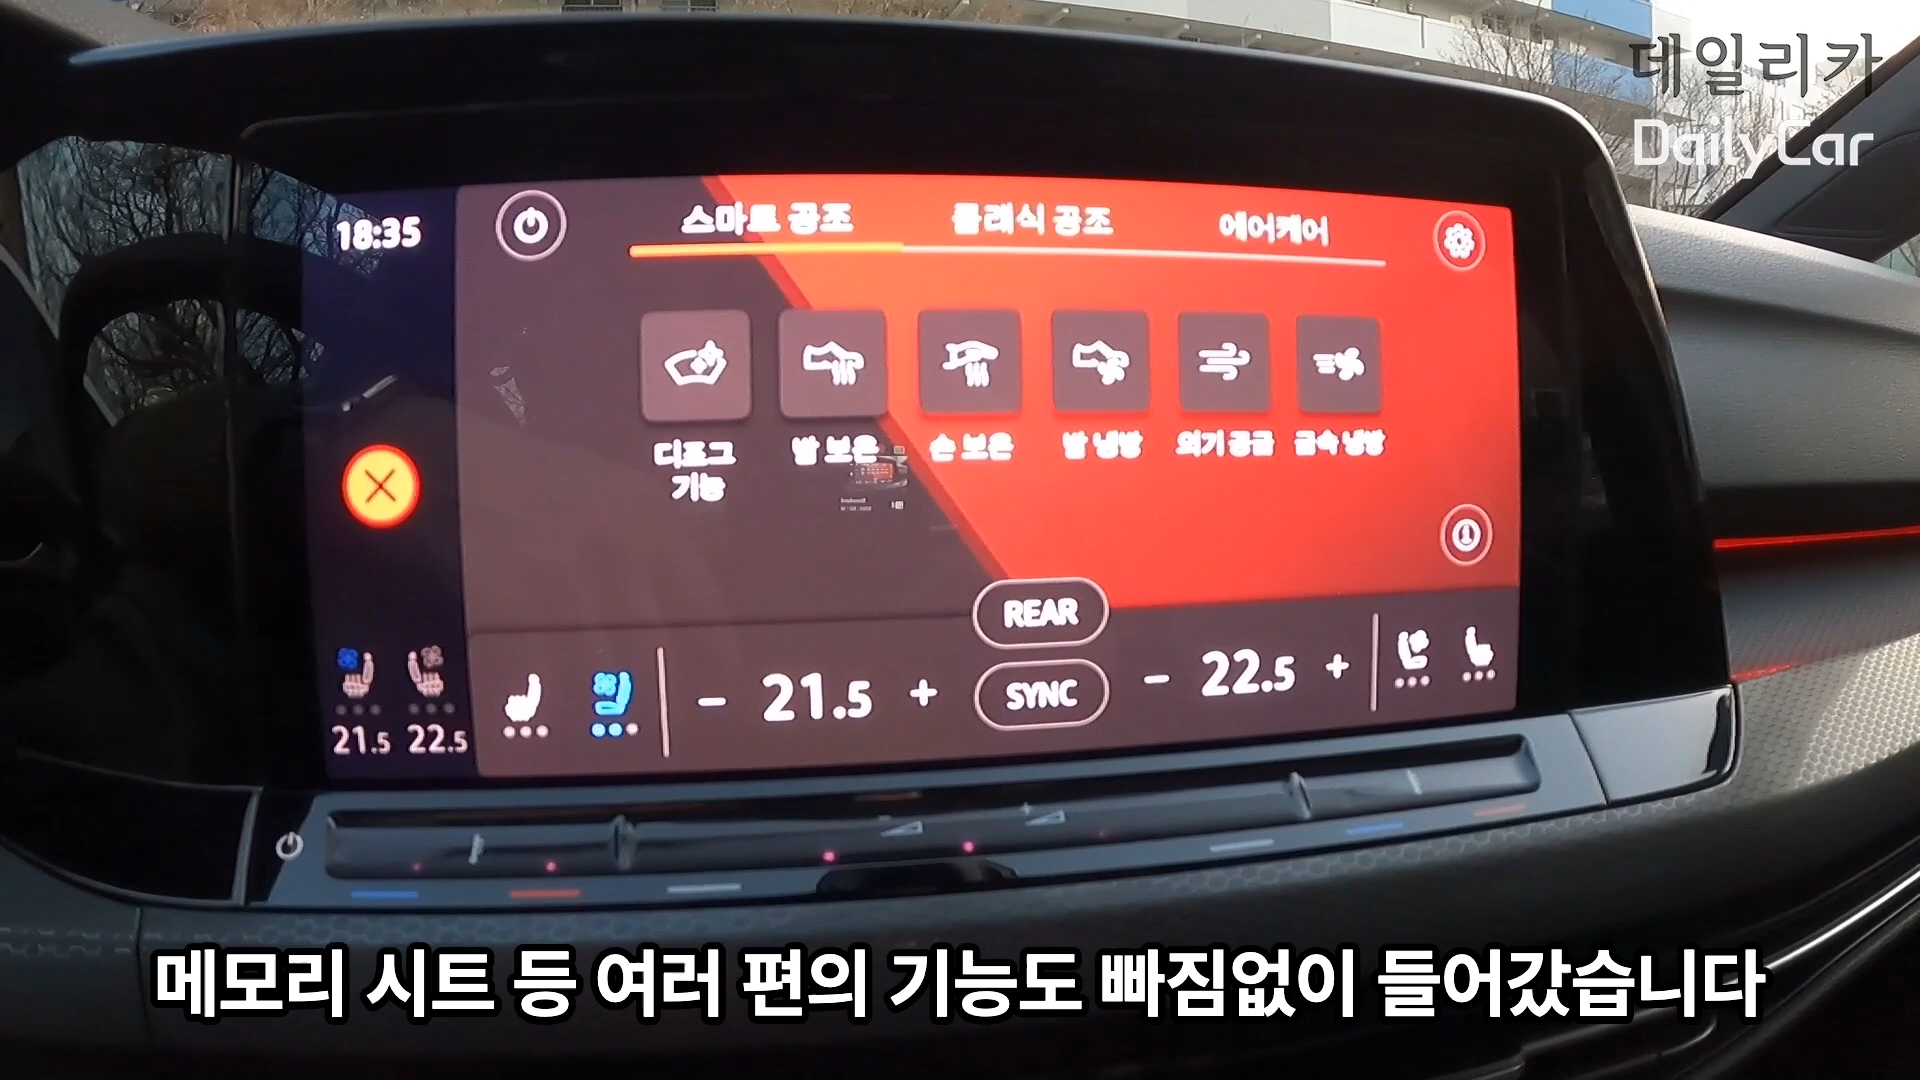 데일리카
DailyCar
18:35
스마트 공조
클래식 공조
에어케어
디포그
기능
발 보온
손 보온
발 냉방
외기 공급
급속 냉방
REAR
SYNC
- 21.5 +
- 22.5 +
21.5 22.5
메모리 시트 등 여러 편의 기능도 빠짐없이 들어갔습니다